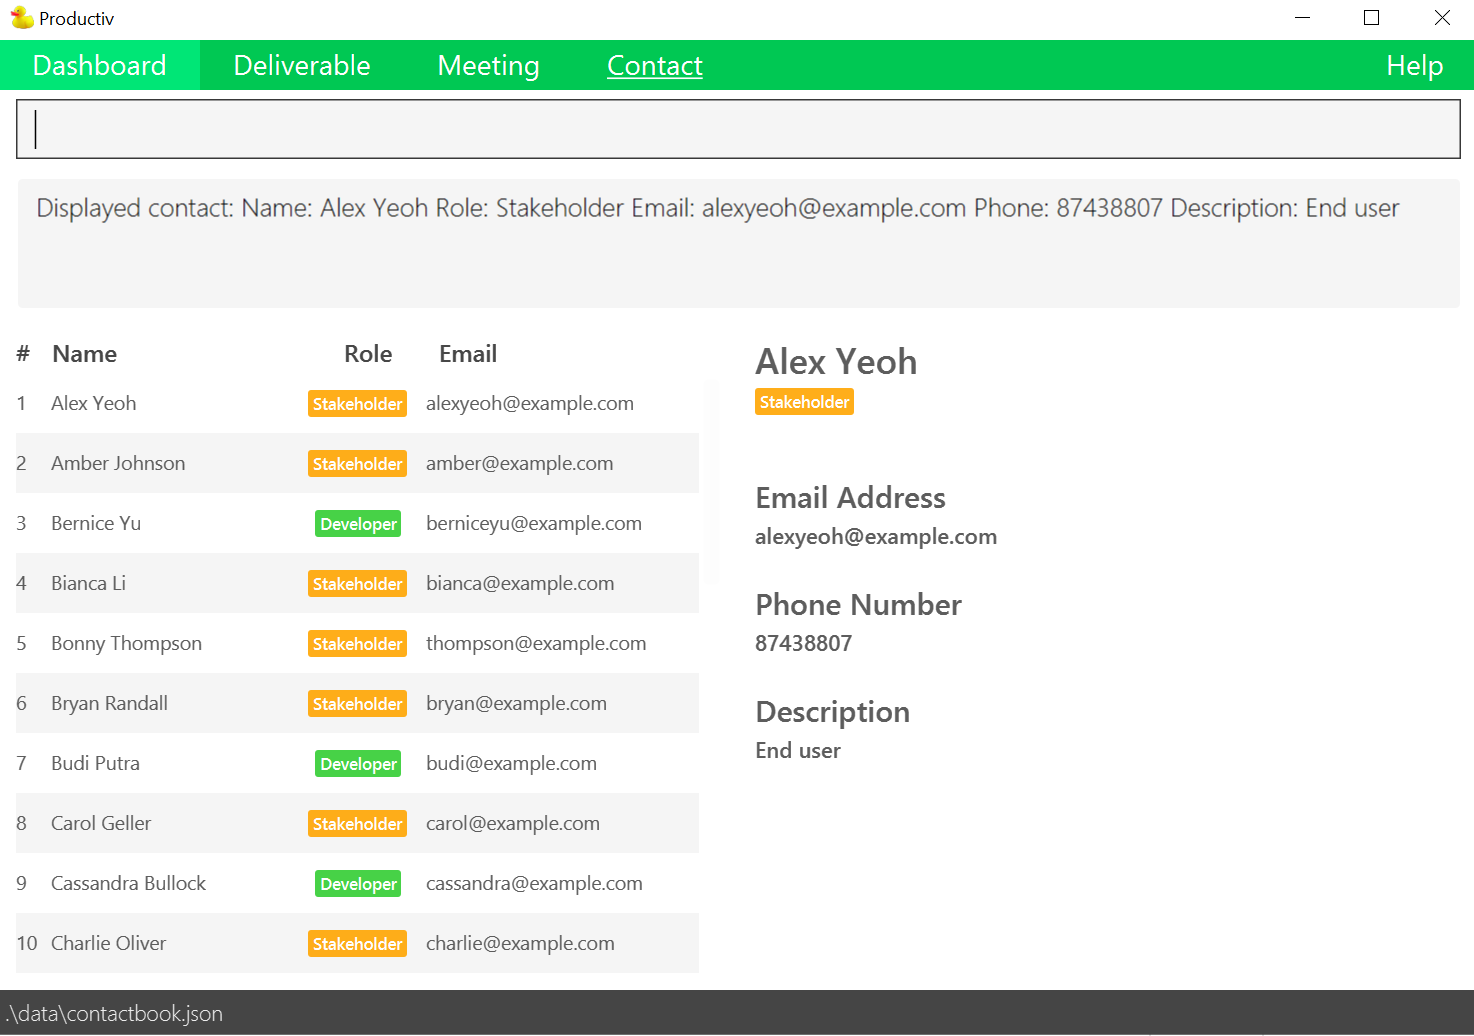 Productiv
Dashboard Deliverable Meeting Contact Help
Displayed contact: Name: Alex Yeoh Role: Stakeholder Email: alexyeoh@example.com Phone: 87438807 Description: End user
# Name Role Email
1 Alex Yeoh Stakeholder alexyeoh@example.com
2 Amber Johnson Stakeholder amber@example.com
3 Bernice Yu Developer berniceyu@example.com
4 Bianca Li Stakeholder bianca@example.com
5 Bonny Thompson Stakeholder thompson@example.com
6 Bryan Randall Stakeholder bryan@example.com
7 Budi Putra Developer budi@example.com
8 Carol Geller Stakeholder carol@example.com
9 Cassandra Bullock Developer cassandra@example.com
10 Charlie Oliver Stakeholder charlie@example.com
Alex Yeoh
Stakeholder
Email Address
alexyeoh@example.com
Phone Number
87438807
Description
End user
.\data\contactbook.json